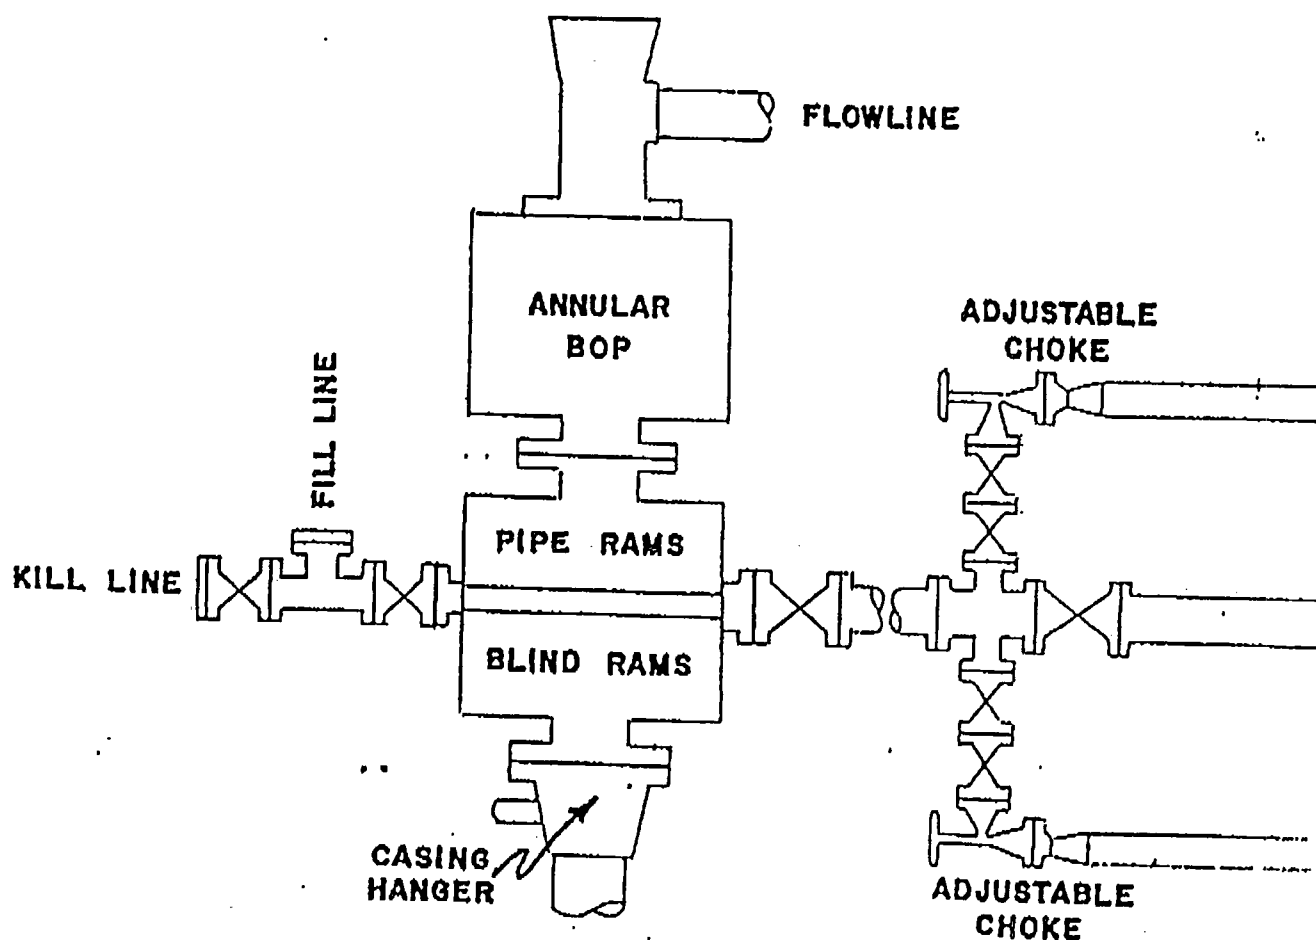 FLOWLINE
ANNULAR
BOP
ADJUSTABLE
CHOKE
FILL LINE
PIPE RAMS
KILL LINE
BLIND RAMS
CASING
HANGER
ADJUSTABLE
CHOKE